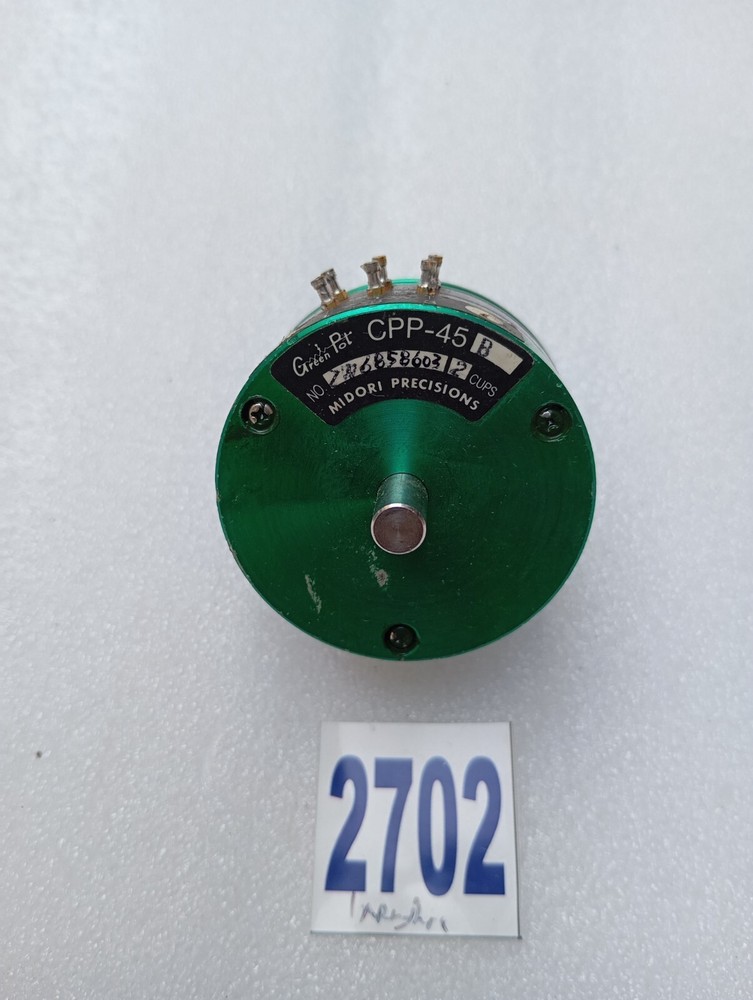 Green Pot CPP-45 B
NO. 2 CUPS
MIDORI PRECISIONS
2702